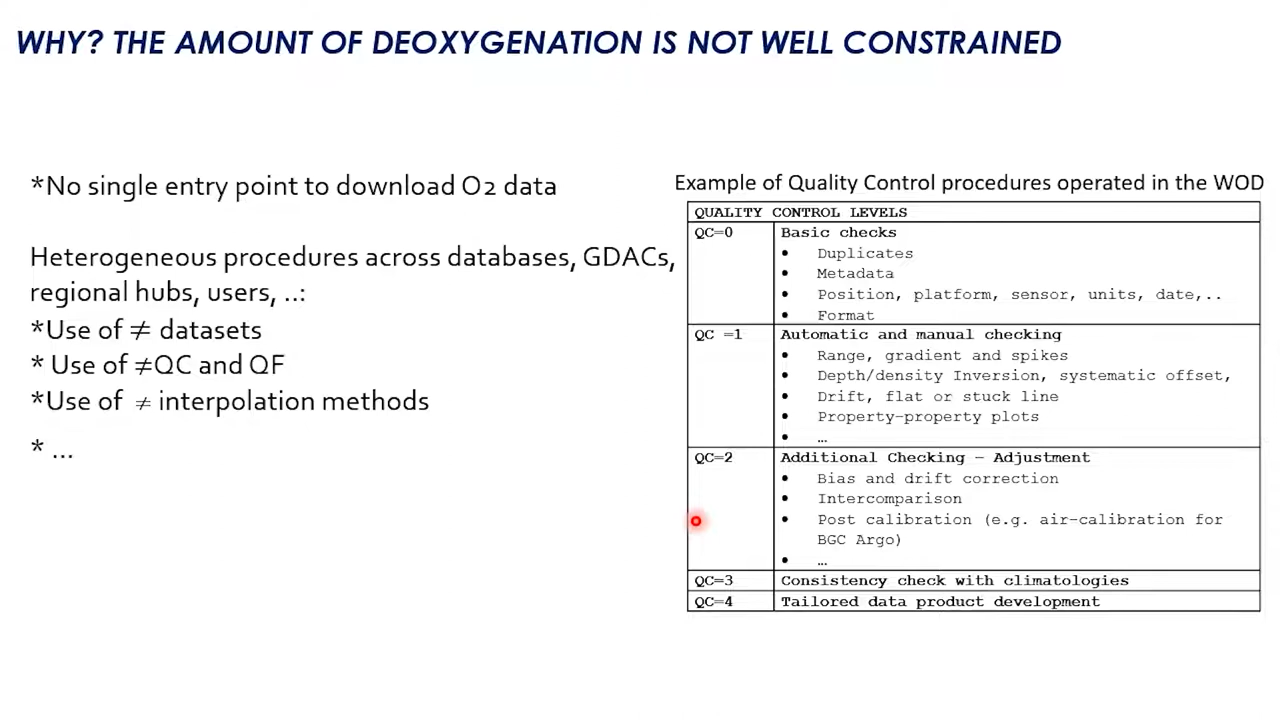 WHY? THE AMOUNT OF DEOXYGENATION IS NOT WELL CONSTRAINED
*No single entry point to download O2 data
Heterogeneous procedures across databases, GDACs,
regional hubs, users, ..:
*Use of ≠ datasets
* Use of ≠QC and QF
*Use of ≠ interpolation methods
* ...
Example of Quality Control procedures operated in the WOD
QUALITY CONTROL LEVELS
QC=0 Basic checks
• Duplicates
• Metadata
• Position, platform, sensor, units, date,..
• Format
QC =1 Automatic and manual checking
• Range, gradient and spikes
• Depth/density Inversion, systematic offset,
• Drift, flat or stuck line
• Property-property plots
• …
QC=2 Additional Checking – Adjustment
• Bias and drift correction
• Intercomparison
• Post calibration (e.g. air-calibration for
BGC Argo)
• …
QC=3 Consistency check with climatologies
QC=4 Tailored data product development